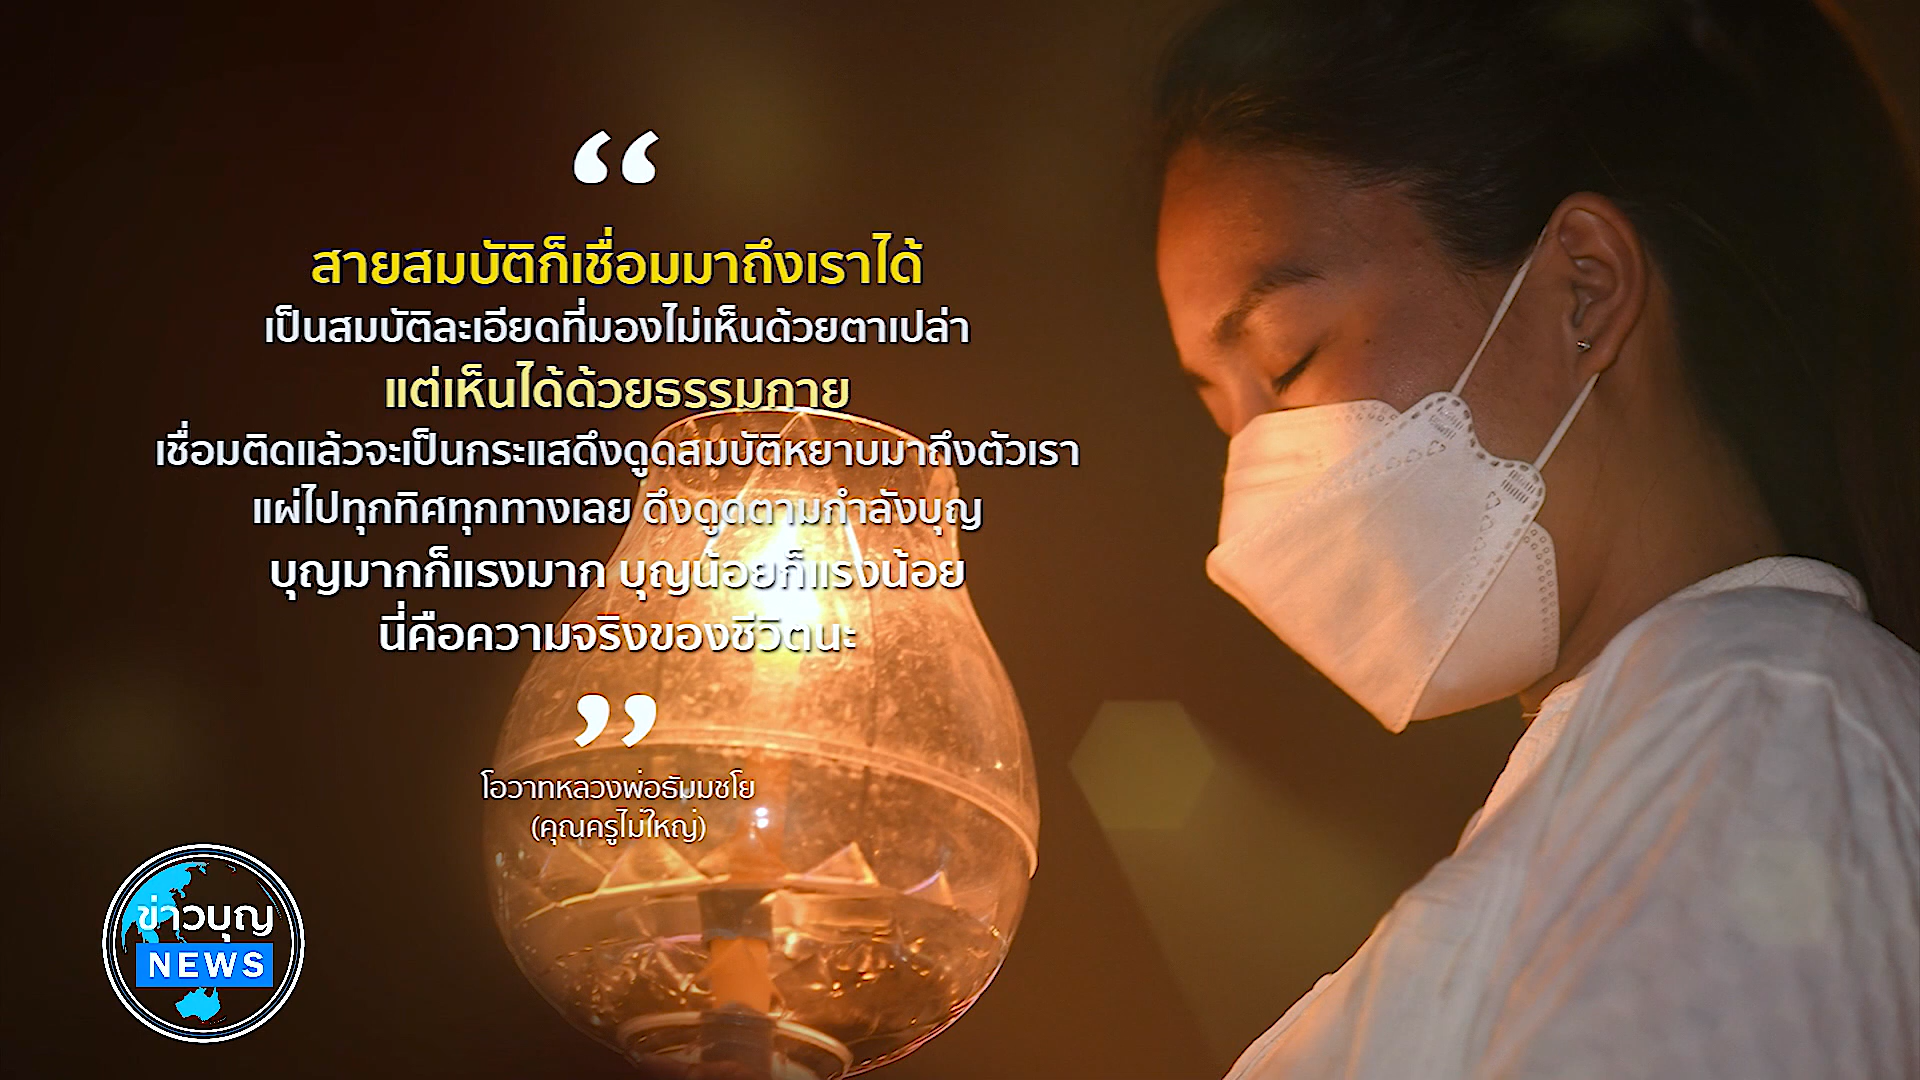 “
สายสมบัติก็เชื่อมมาถึงเราได้
เป็นสมบัติละเอียดที่มองไม่เห็นด้วยตาเปล่า
แต่เห็นได้ด้วยธรรมกาย
เชื่อมติดแล้วจะเป็นกระแสดึงดูดสมบัติหยาบมาถึงตัวเรา
แผ่ไปทุกทิศทุกทางเลย ดึงดูดตามกำลังบุญ
บุญมากก็แรงมาก บุญน้อยก็แรงน้อย
นี่คือความจริงของชีวิตนะ
”
โอวาทหลวงพ่อธัมมชโย
(คุณครูไม่ใหญ่)
ข่าวบุญ
NEWS